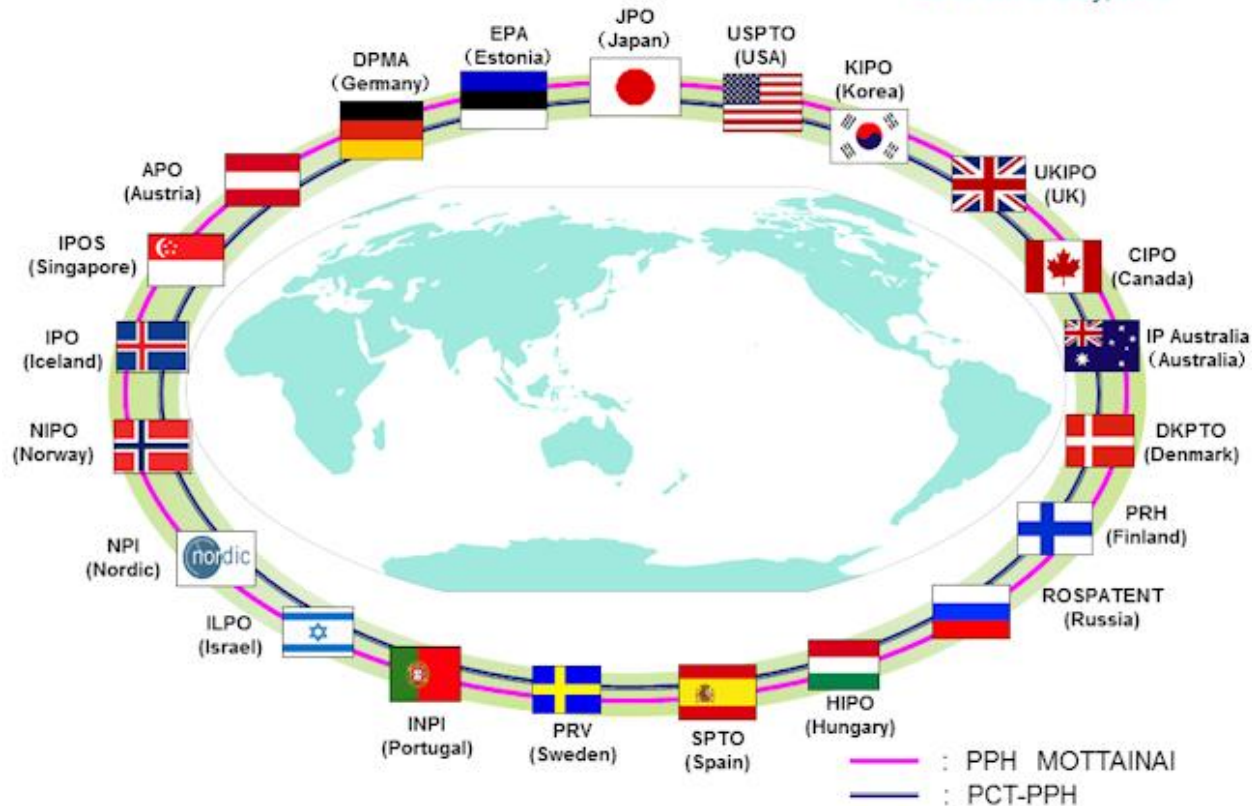 JPO
（Japan）
USPTO
(USA)
KIPO
(Korea)
UKIPO
(UK)
CIPO
(Canada)
IP Australia
（Australia）
DKPTO
(Denmark)
PRH
(Finland)
ROSPATENT
(Russia)
HIPO
(Hungary)
SPTO
(Spain)
PRV
(Sweden)
INPI
(Portugal)
ILPO
(Israel)
NPI
(Nordic)
nordic
NIPO
(Norway)
IPO
(Iceland)
IPOS
(Singapore)
APO
(Austria)
DPMA
（Germany）
EPA
（Estonia）
: PPH MOTTAINAI
: PCT-PPH